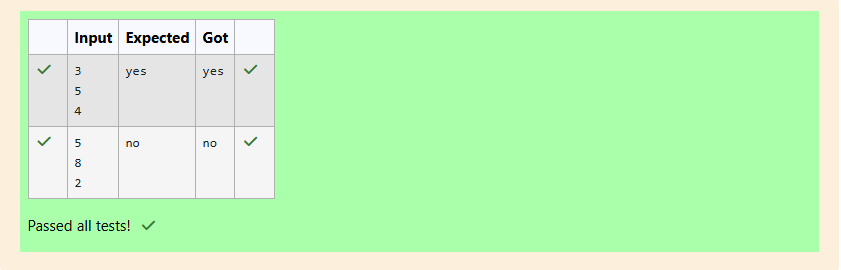 Input Expected Got
3 yes yes
5
4
5 no no
8
2
Passed all tests!